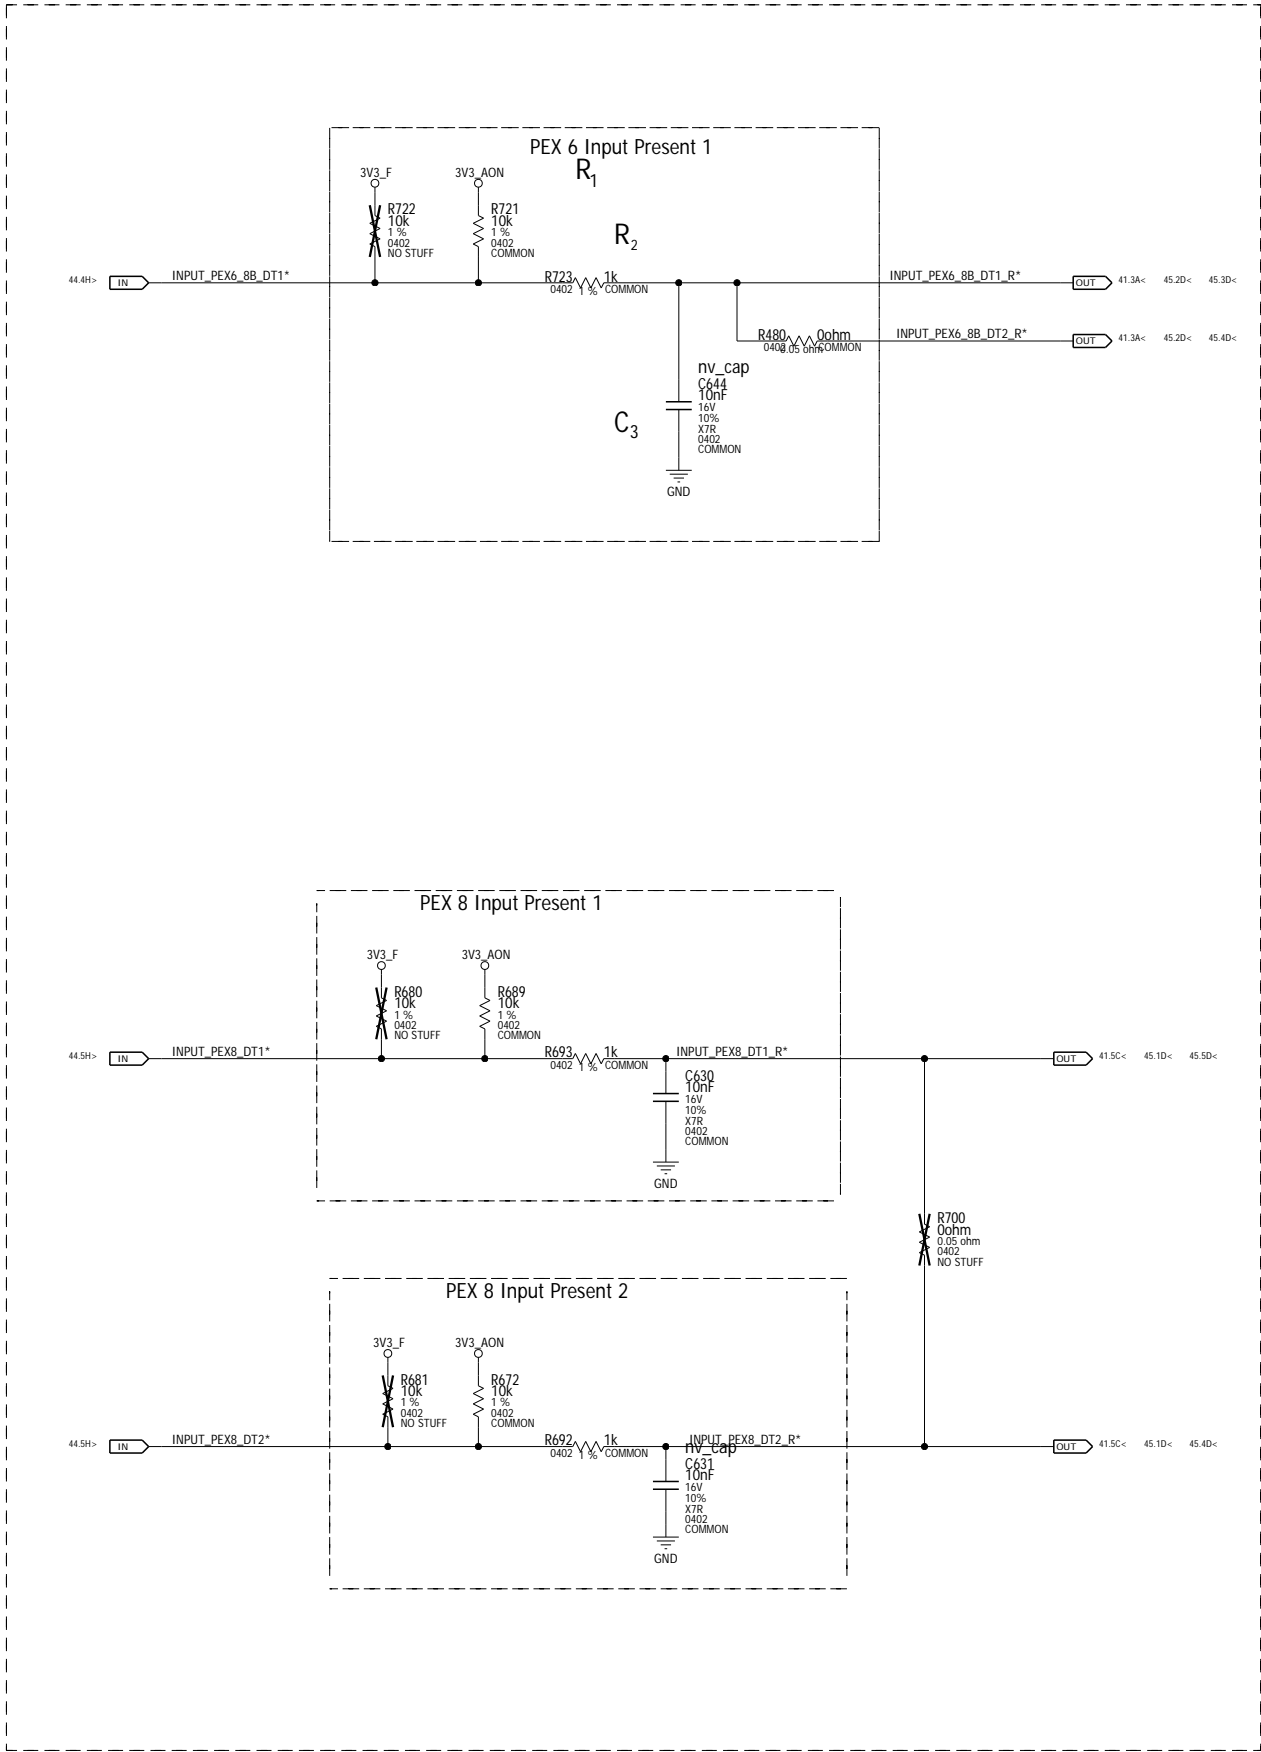 PEX 6 Input Present 1
R1
3V3_F
3V3_AON
R722
10k
1 %
0402
NO STUFF
R721
10k
1 %
0402
COMMON
R2
44.4H>
IN
INPUT_PEX6_8B_DT1*
R723
1k
0402
1 %
COMMON
INPUT_PEX6_8B_DT1_R*
OUT
41.3A<
45.2D<
45.3D<
R480
0ohm
0402
0.05 ohm
COMMON
INPUT_PEX6_8B_DT2_R*
OUT
41.3A<
45.2D<
45.4D<
nv_cap
C644
10nF
16V
10%
X7R
0402
COMMON
C3
GND
PEX 8 Input Present 1
3V3_F
3V3_AON
R680
10k
1 %
0402
NO STUFF
R689
10k
1 %
0402
COMMON
44.5H>
IN
INPUT_PEX8_DT1*
R693
1k
0402
1 %
COMMON
INPUT_PEX8_DT1_R*
OUT
41.5C<
45.1D<
45.5D<
C630
10nF
16V
10%
X7R
0402
COMMON
GND
R700
0ohm
0.05 ohm
0402
NO STUFF
PEX 8 Input Present 2
3V3_F
3V3_AON
R681
10k
1 %
0402
NO STUFF
R672
10k
1 %
0402
COMMON
44.5H>
IN
INPUT_PEX8_DT2*
R692
1k
0402
1 %
COMMON
INPUT_PEX8_DT2_R*
OUT
41.5C<
45.1D<
45.4D<
nv_cap
C631
10nF
16V
10%
X7R
0402
COMMON
GND